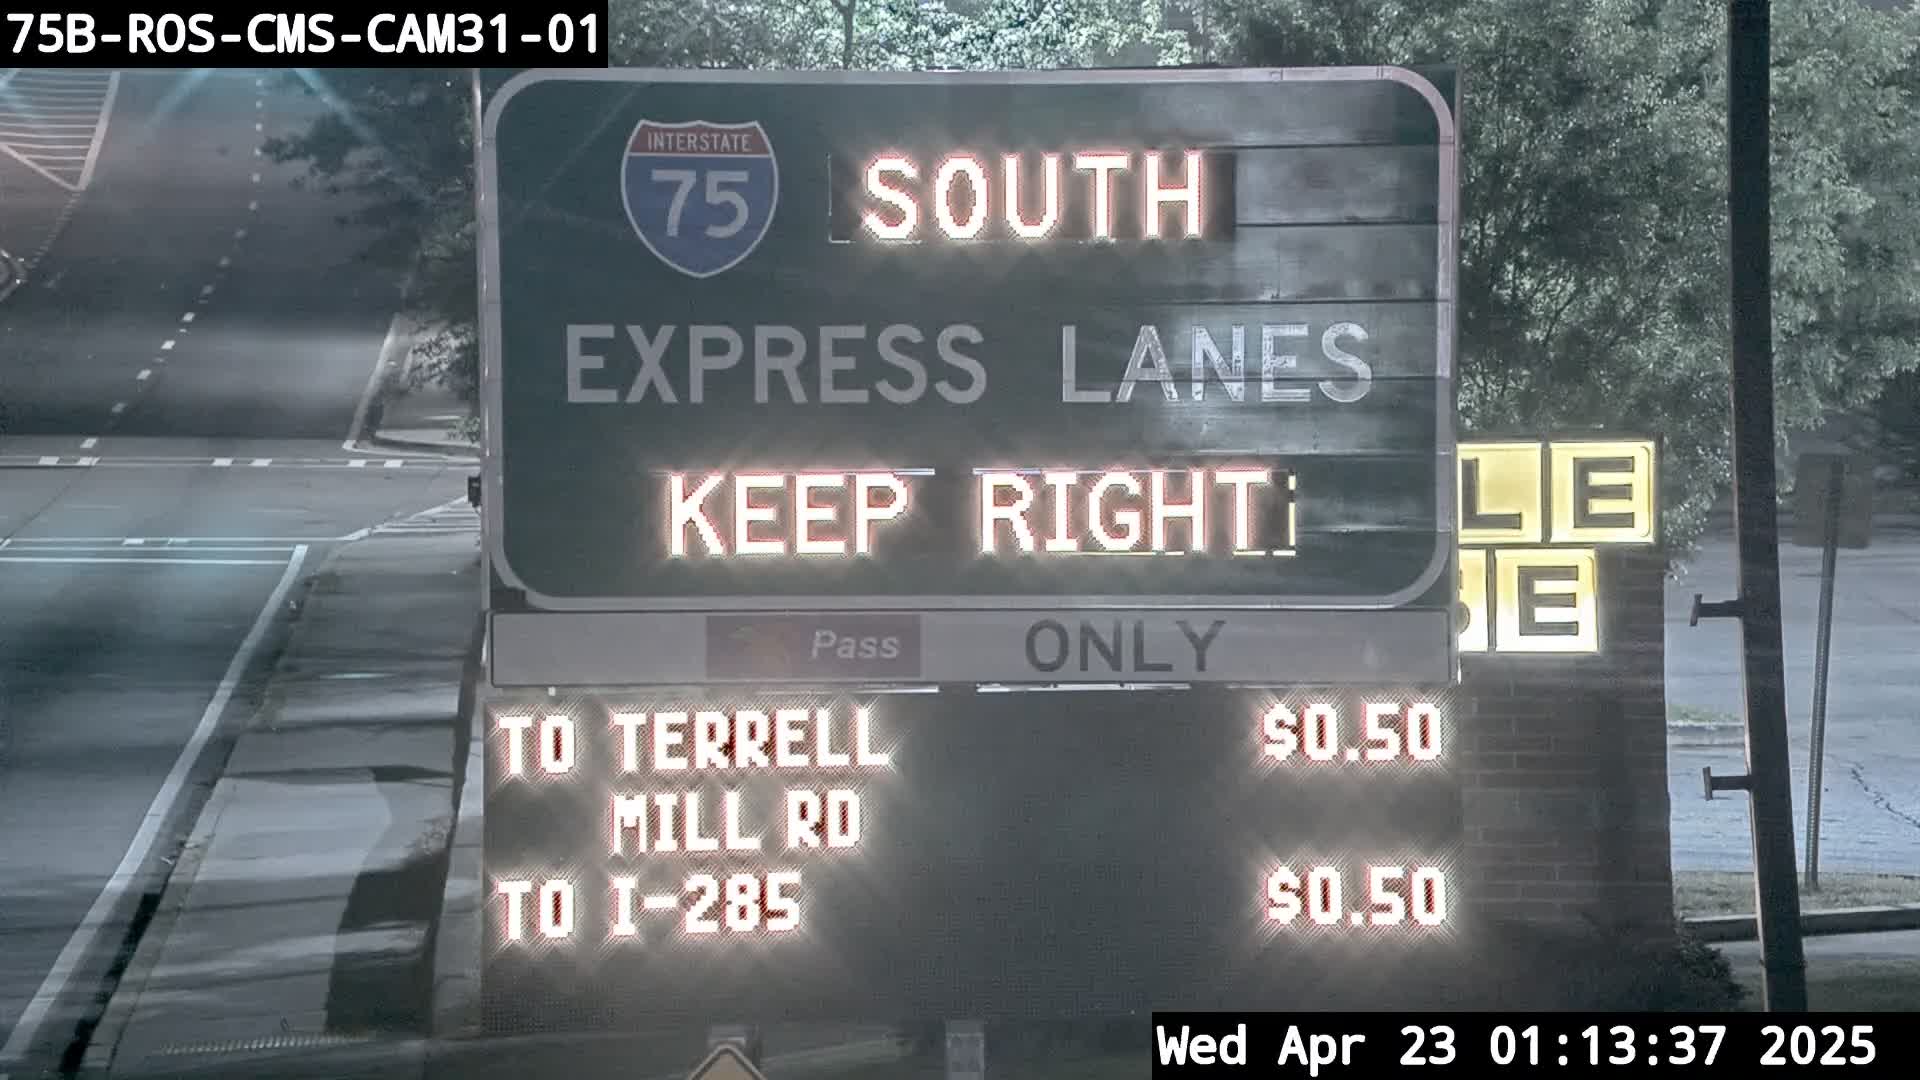 75B-ROS-CMS-CAM31-01
INTERSTATE
75
SOUTH
EXPRESS LANES
KEEP RIGHT
LE
E
Pass ONLY
TO TERRELL $0.50
MILL RD
TO I-285 $0.50
Wed Apr 23 01:13:37 2025